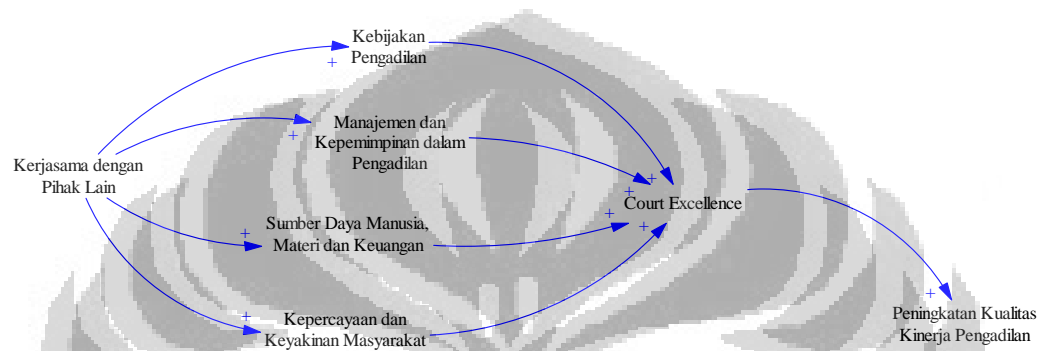 Kebijakan
Pengadilan
+
Manajemen dan
Kepemimpinan dalam
Pengadilan
+
Kerjasama dengan
Pihak Lain
Sumber Daya Manusia,
Materi dan Keuangan
+
Kepercayaan dan
Keyakinan Masyarakat
+
Court Excellence
+
+
+
+
Peningkatan Kualitas
Kinerja Pengadilan
+